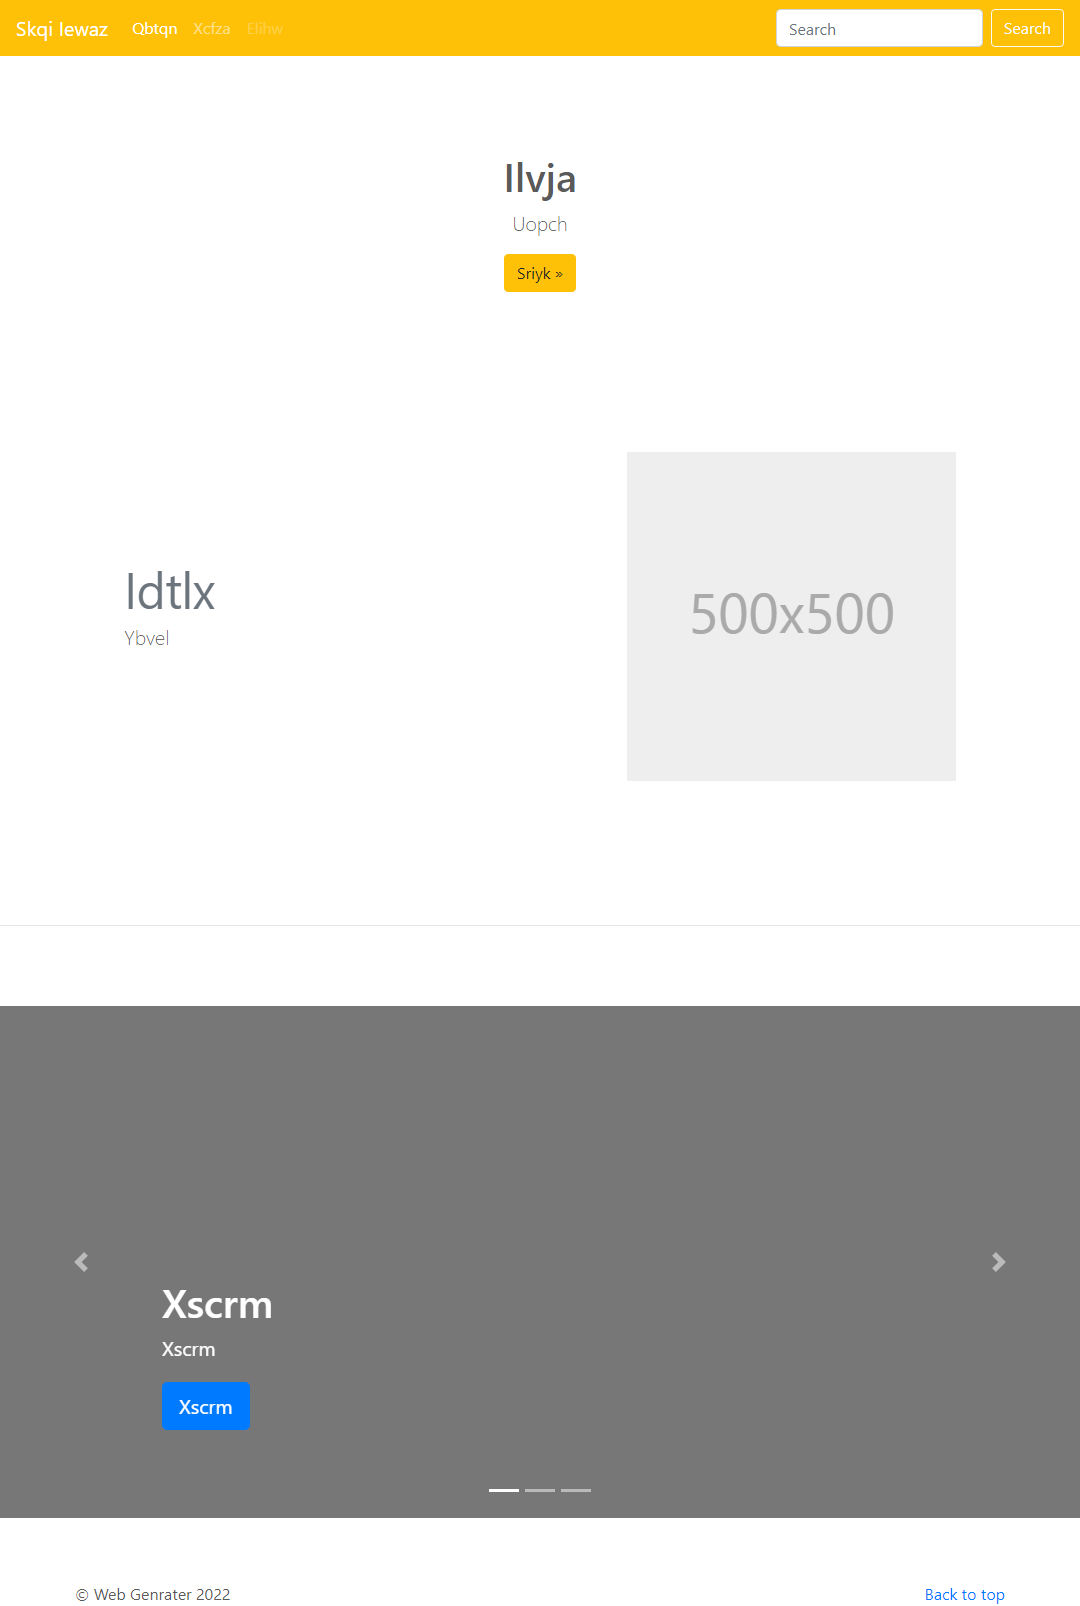 Skqi lewaz Qbtqn Xcfza Elihw Search Search
Ilvja
Uopch
Sriyk »
500x500
Idtlx
Ybvel
Xscrm
Xscrm
Xscrm
© Web Genrater 2022 Back to top